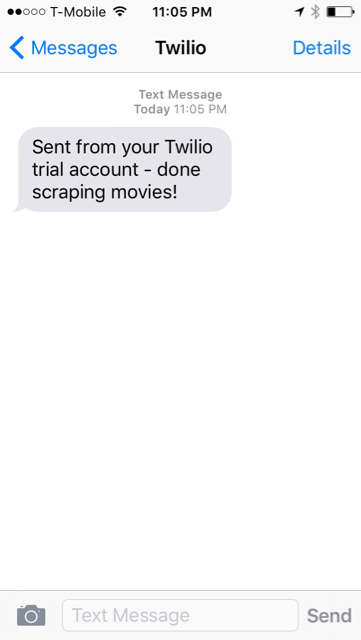 T-Mobile 11:05 PM
Messages Twilio Details
Text Message
Today 11:05 PM
Sent from your Twilio
trial account - done
scraping movies!
Text Message Send